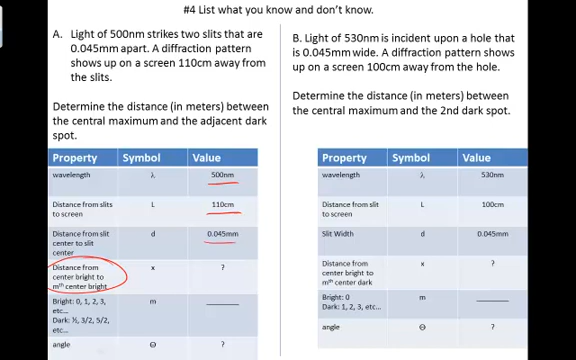 #4 List what you know and don't know.
A. Light of 500nm strikes two slits that are
0.045mm apart. A diffraction pattern
shows up on a screen 110cm away from
the slits.
Determine the distance (in meters) between
the central maximum and the adjacent dark
spot.
Property Symbol Value
wavelength λ 500nm
Distance from slits
to screen L 110cm
Distance from slit
center to slit
center d 0.045mm
Distance from
center bright to
mth center bright x ?
Bright: 0, 1, 2, 3,
etc...
Dark: ½, 3/2, 5/2,
etc... m ______
angle Θ ?
B. Light of 530nm is incident upon a hole that
is 0.045mm wide. A diffraction pattern shows
up on a screen 100cm away from the hole.
Determine the distance (in meters) between
the central maximum and the 2nd dark spot.
Property Symbol Value
wavelength λ 530nm
Distance from slit
to screen L 100cm
Slit Width d 0.045mm
Distance from
center bright to
mth center dark x ?
Bright: 0
Dark: 1, 2, 3, etc... m ______
angle Θ ?